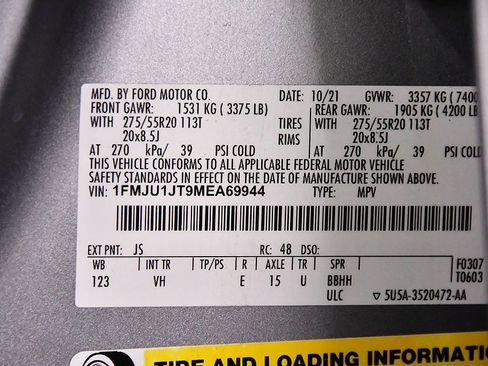 MFD. BY FORD MOTOR CO. DATE: 10/21 GVWR: 3357 KG ( 7400
FRONT GAWR: 1531 KG ( 3375 LB) REAR GAWR: 1905 KG ( 4200 LB)
WITH 275/55R20 113T TIRES WITH 275/55R20 113T
20x8.5J RIMS 20x8.5J
AT 270 kPa/ 39 PSI COLD AT 270 kPa/ 39 PSI COLD
THIS VEHICLE CONFORMS TO ALL APPLICABLE FEDERAL MOTOR VEHICLE
SAFETY STANDARDS IN EFFECT ON THE DATE OF MANUFACTURE SHOWN ABOVE.
VIN: 1FMJU1JT9MEA69944 TYPE: MPV
EXT PNT: JS RC: 48 DSO:
WB INT TR TP/PS R AXLE TR SPR F0307
123 VH E 15 U BBHH T0603
ULC ▽ 5U5A-3520472-AA
TIRE AND LOADING INFORMATION